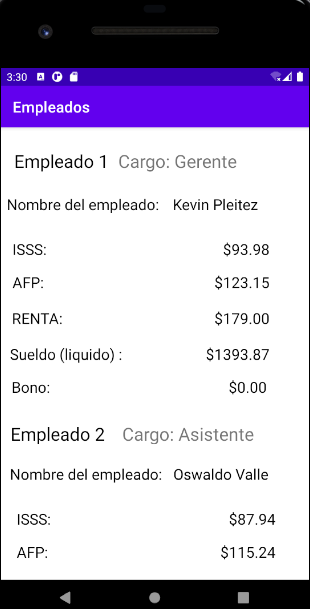 3:30
Empleados
Empleado 1 Cargo: Gerente
Nombre del empleado: Kevin Pleitez
ISSS: $93.98
AFP: $123.15
RENTA: $179.00
Sueldo (liquido) : $1393.87
Bono: $0.00
Empleado 2 Cargo: Asistente
Nombre del empleado: Oswaldo Valle
ISSS: $87.94
AFP: $115.24